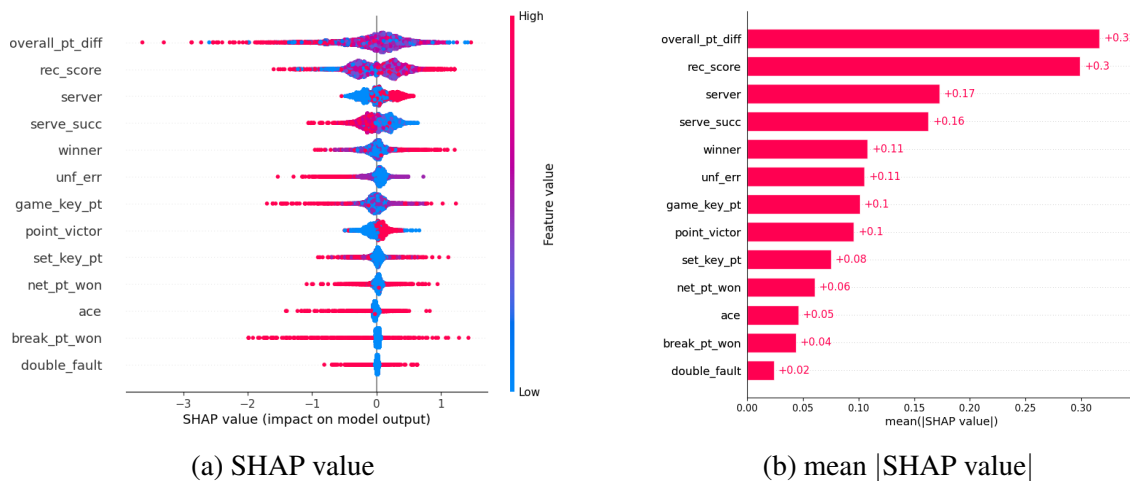 High
overall_pt_diff
rec_score
server
serve_succ
winner
unf_err
game_key_pt
point_victor
set_key_pt
net_pt_won
ace
break_pt_won
double_fault
Feature value
Low
−3 −2 −1 0 1
SHAP value (impact on model output)
(a) SHAP value
overall_pt_diff +0.3
rec_score +0.3
server +0.17
serve_succ +0.16
winner +0.11
unf_err +0.11
game_key_pt +0.1
point_victor +0.1
set_key_pt +0.08
net_pt_won +0.06
ace +0.05
break_pt_won +0.04
double_fault +0.02
0.00 0.05 0.10 0.15 0.20 0.25 0.30
mean(|SHAP value|)
(b) mean |SHAP value|